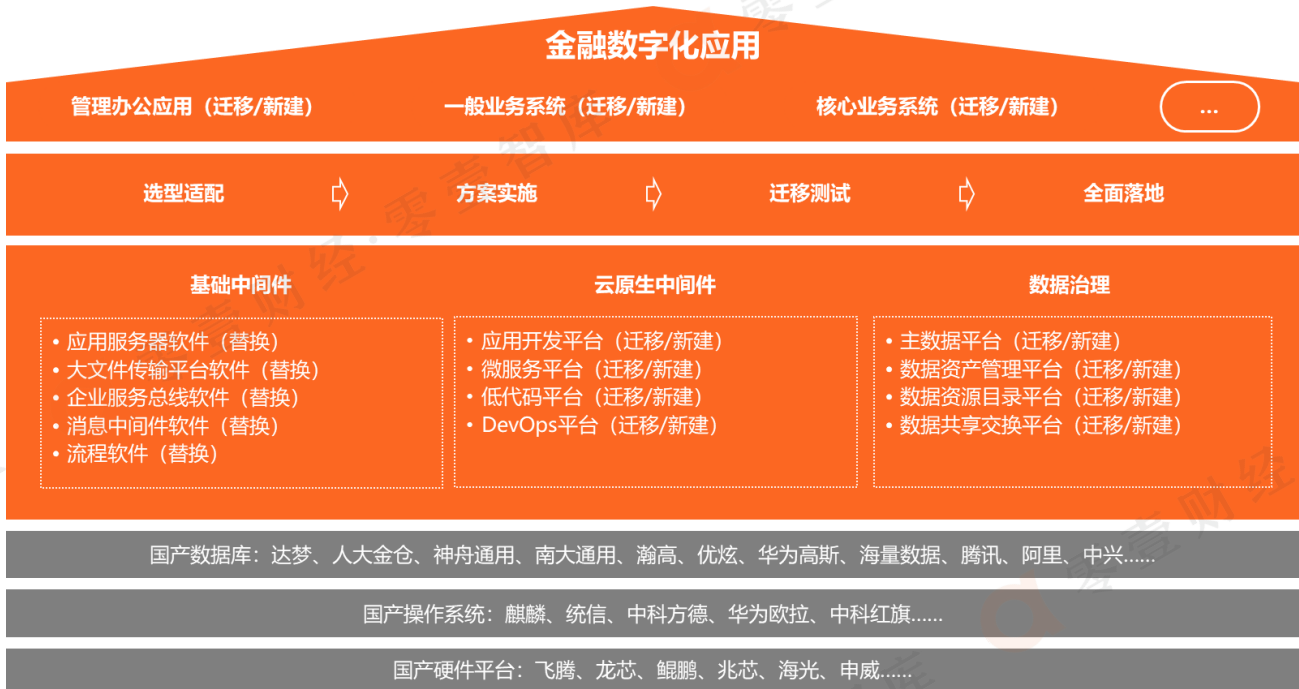 金融数字化应用
管理办公应用（迁移/新建） 一般业务系统（迁移/新建） 核心业务系统（迁移/新建） ...
选型适配 方案实施 迁移测试 全面落地
基础中间件
• 应用服务器软件（替换）
• 大文件传输平台软件（替换）
• 企业服务总线软件（替换）
• 消息中间件软件（替换）
• 流程软件（替换）
云原生中间件
• 应用开发平台（迁移/新建）
• 微服务平台（迁移/新建）
• 低代码平台（迁移/新建）
• DevOps平台（迁移/新建）
数据治理
• 主数据平台（迁移/新建）
• 数据资产管理平台（迁移/新建）
• 数据资源目录平台（迁移/新建）
• 数据共享交换平台（迁移/新建）
国产数据库：达梦、人大金仓、神舟通用、南大通用、瀚高、优炫、华为高斯、海量数据、腾讯、阿里、中兴......
国产操作系统：麒麟、统信、中科方德、华为欧拉、中科红旗......
国产硬件平台：飞腾、龙芯、鲲鹏、兆芯、海光、申威......
零壹财经·零壹智库
零壹财经